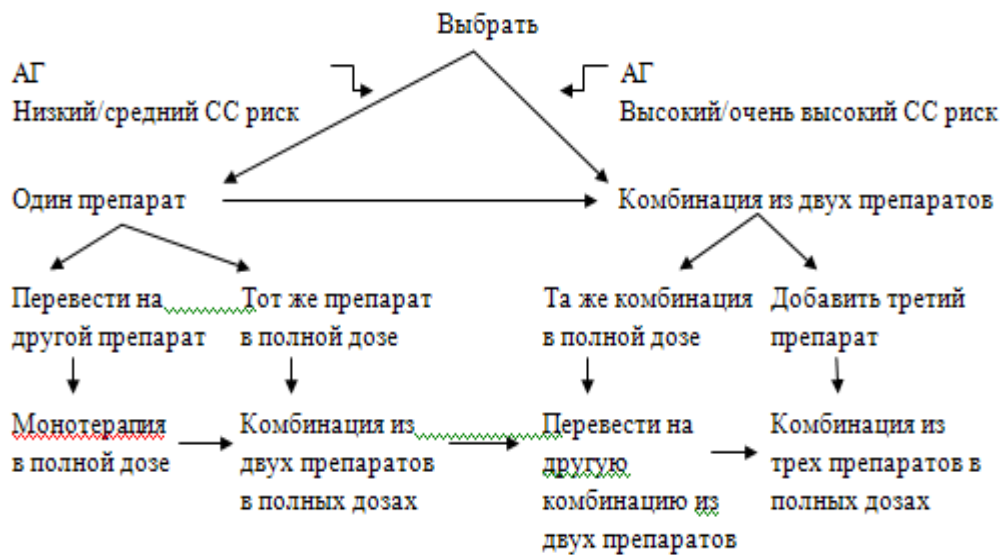 Выбрать
АГ
Низкий/средний СС риск
АГ
Высокий/очень высокий СС риск
Один препарат
Комбинация из двух препаратов
Перевести на
другой препарат
Тот же препарат
в полной дозе
Та же комбинация
в полной дозе
Добавить третий
препарат
Монотерапия
в полной дозе
Комбинация из
двух препаратов
в полных дозах
Перевести на
другую
комбинацию из
двух препаратов
Комбинация из
трех препаратов в
полных дозах